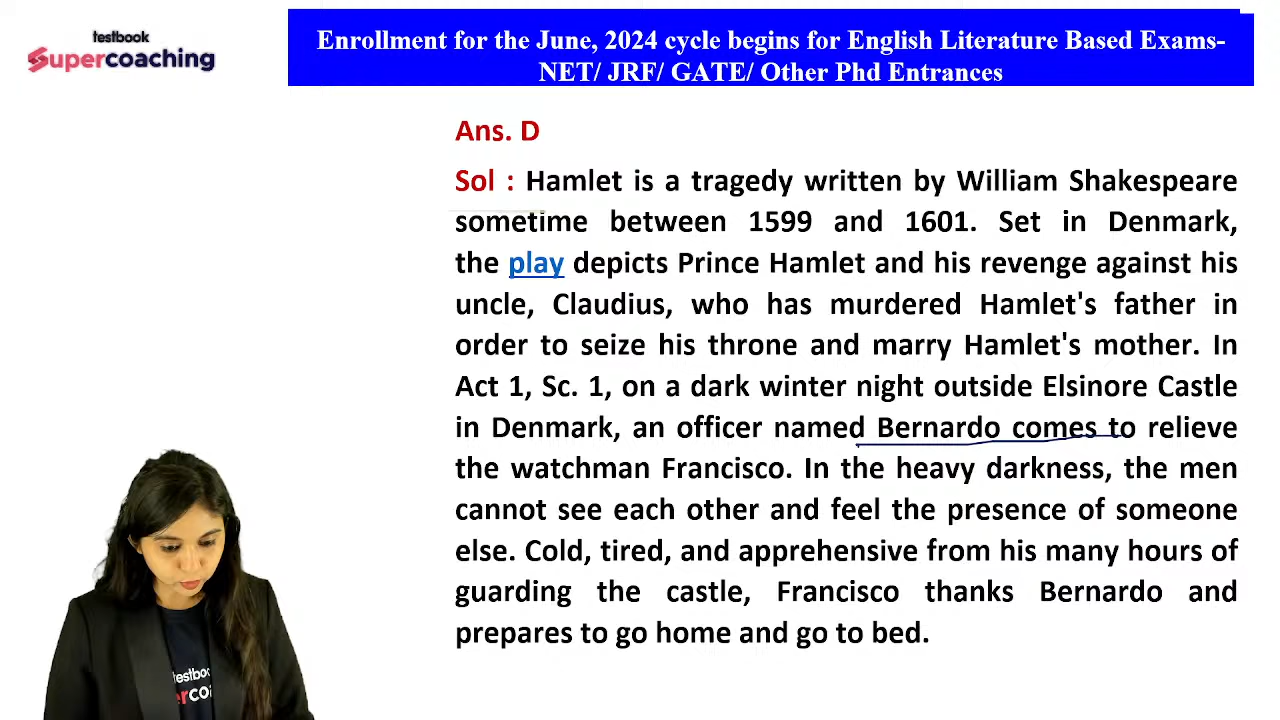 testbook
Supercoaching
Enrollment for the June, 2024 cycle begins for English Literature Based Exams-
NET/ JRF/ GATE/ Other Phd Entrances
Ans. D
Sol : Hamlet is a tragedy written by William Shakespeare
sometime between 1599 and 1601. Set in Denmark,
the play depicts Prince Hamlet and his revenge against his
uncle, Claudius, who has murdered Hamlet's father in
order to seize his throne and marry Hamlet's mother. In
Act 1, Sc. 1, on a dark winter night outside Elsinore Castle
in Denmark, an officer named Bernardo comes to relieve
the watchman Francisco. In the heavy darkness, the men
cannot see each other and feel the presence of someone
else. Cold, tired, and apprehensive from his many hours of
guarding the castle, Francisco thanks Bernardo and
prepares to go home and go to bed.